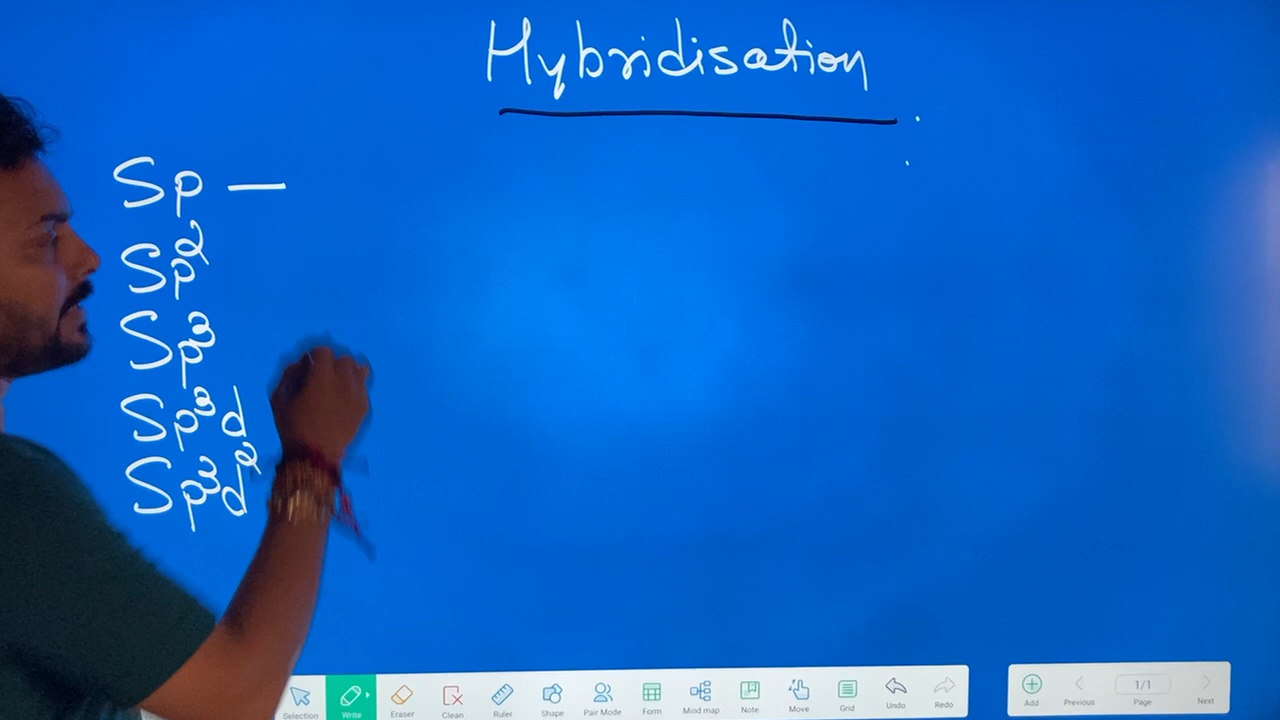 Hybridisation
Sp —
Sp²
Sp³
Sp³d
Sp³d²
Selection Write Eraser Clean Ruler Shape Pair Mode Form Mind map Note Move Grid Undo Redo Add Previous 1/1 Page Next